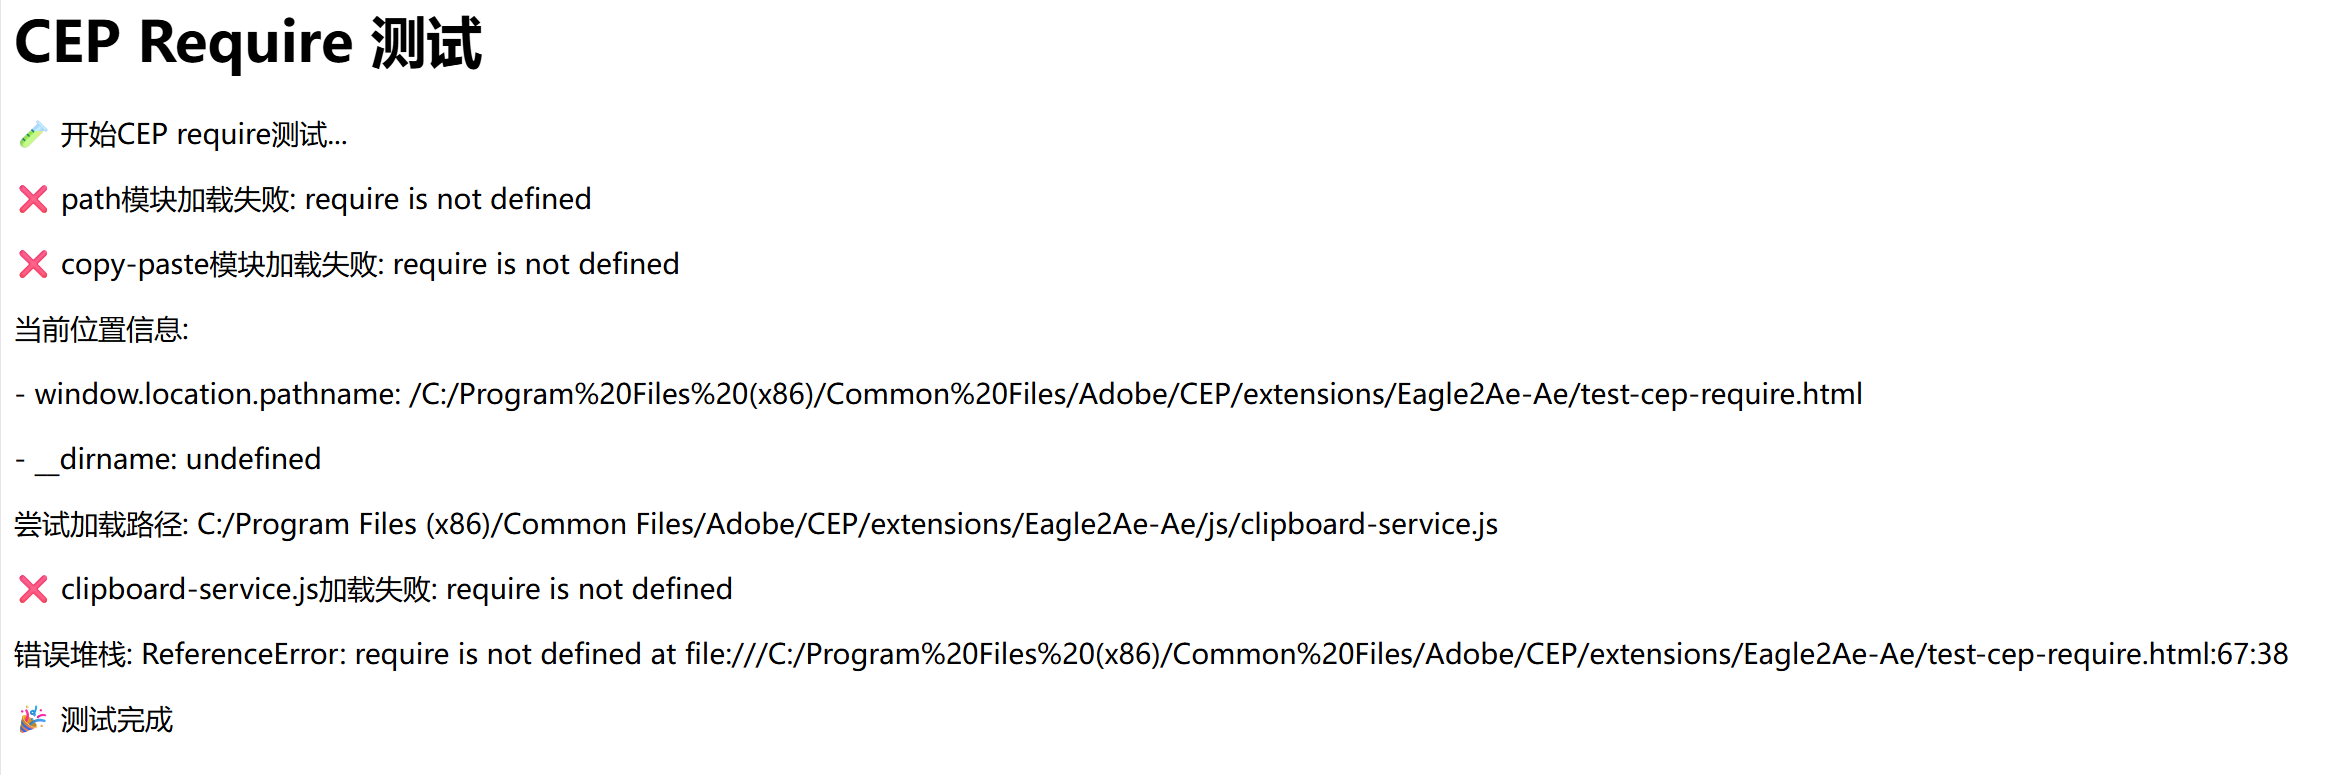 CEP Require 测试
🧪 开始CEP require测试...
❌ path模块加载失败: require is not defined
❌ copy-paste模块加载失败: require is not defined
当前位置信息:
- window.location.pathname: /C:/Program%20Files%20(x86)/Common%20Files/Adobe/CEP/extensions/Eagle2Ae-Ae/test-cep-require.html
- __dirname: undefined
尝试加载路径: C:/Program Files (x86)/Common Files/Adobe/CEP/extensions/Eagle2Ae-Ae/js/clipboard-service.js
❌ clipboard-service.js加载失败: require is not defined
错误堆栈: ReferenceError: require is not defined at file:///C:/Program%20Files%20(x86)/Common%20Files/Adobe/CEP/extensions/Eagle2Ae-Ae/test-cep-require.html:67:38
🎉 测试完成